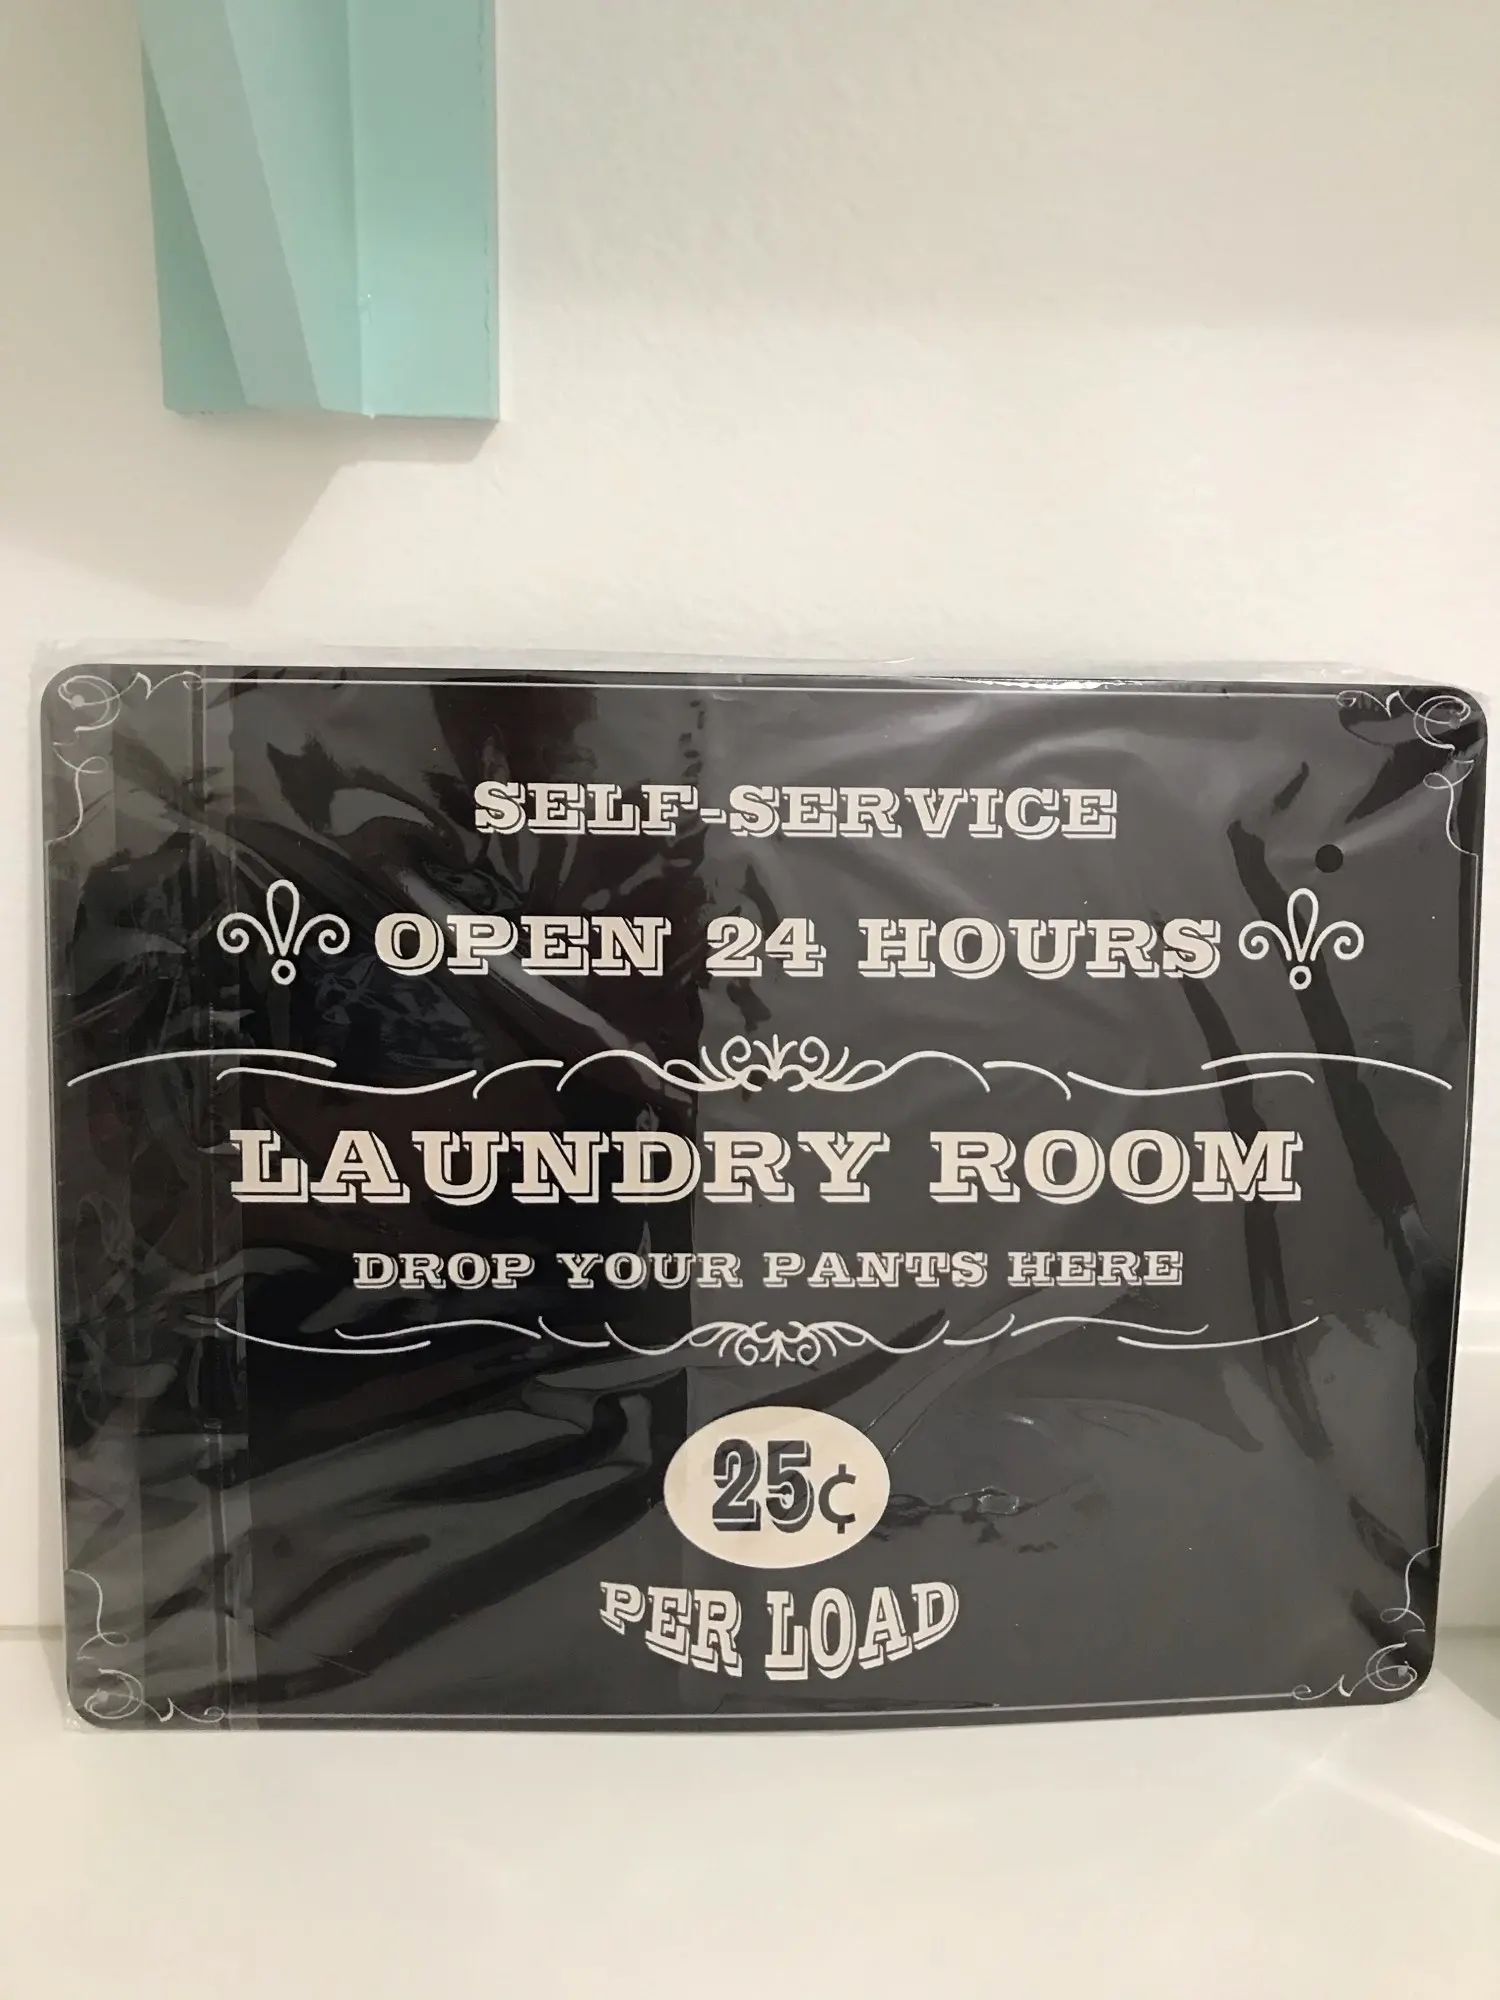 SELF-SERVICE
OPEN 24 HOURS
LAUNDRY ROOM
DROP YOUR PANTS HERE
25¢
PER LOAD